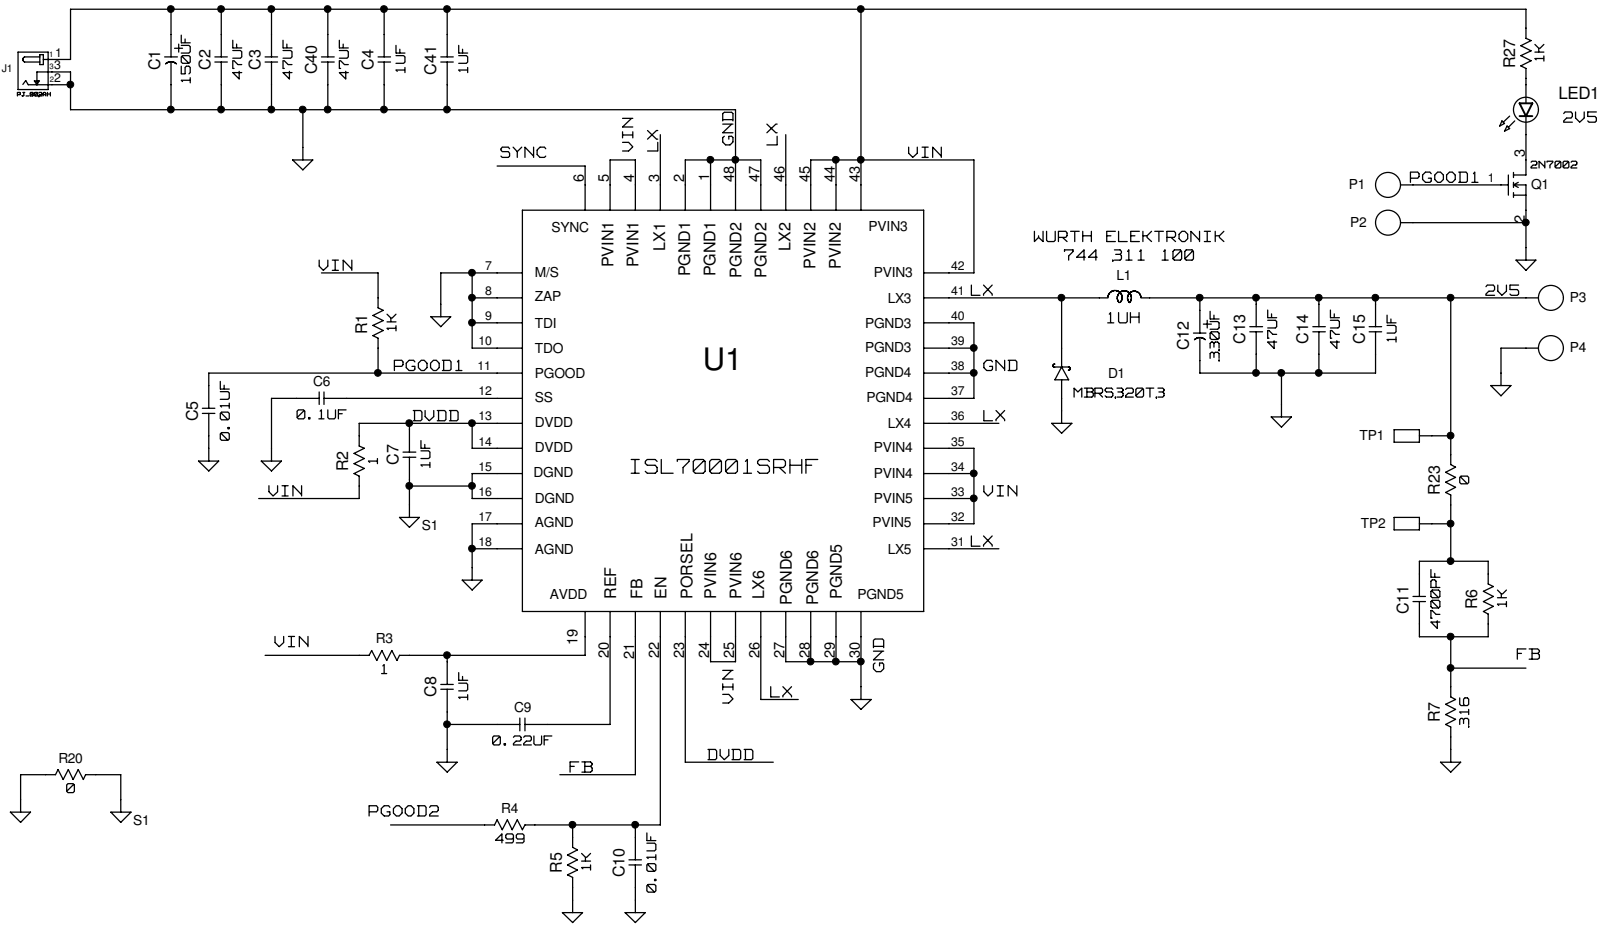 J1
1
3
2
PJ_802AH
C1
+
150UF
C2
47UF
C3
47UF
C40
47UF
C4
1UF
C41
1UF
R27
1K
LED1
2V5
3
2N7002
Q1
1
2
P1
PGOOD1
P2
SYNC
VIN
LX
GND
LX
VIN
6
5
4
3
2
1
48
47
46
45
44
43
SYNC
PVIN1
PVIN1
LX1
PGND1
PGND1
PGND2
PGND2
LX2
PVIN2
PVIN2
PVIN3
VIN
R1
1K
PGOOD1
C5
0.01UF
C6
0.1UF
DVDD
R2
1
C7
1UF
VIN
S1
7
8
9
10
11
12
13
14
15
16
17
18
M/S
ZAP
TDI
TDO
PGOOD
SS
DVDD
DVDD
DGND
DGND
AGND
AGND
U1
ISL70001SRHF
PVIN3
LX3
PGND3
PGND3
PGND4
PGND4
LX4
PVIN4
PVIN4
PVIN5
PVIN5
LX5
42
41
40
39
38
37
36
35
34
33
32
31
LX
GND
LX
VIN
LX
WURTH ELEKTRONIK
744 311 100
L1
1UH
D1
MBRS320T3
C12
+
330UF
C13
47UF
C14
47UF
C15
1UF
2V5
P3
P4
TP1
R23
0
TP2
C11
4700PF
R6
1K
FB
R7
316
AVDD
REF
FB
EN
PORSEL
PVIN6
PVIN6
LX6
PGND6
PGND6
PGND5
PGND5
19
20
21
22
23
24
25
26
27
28
29
30
VIN
LX
GND
VIN
R3
1
C8
1UF
C9
0.22UF
FB
DVDD
PGOOD2
R4
499
R5
1K
C10
0.01UF
R20
0
S1